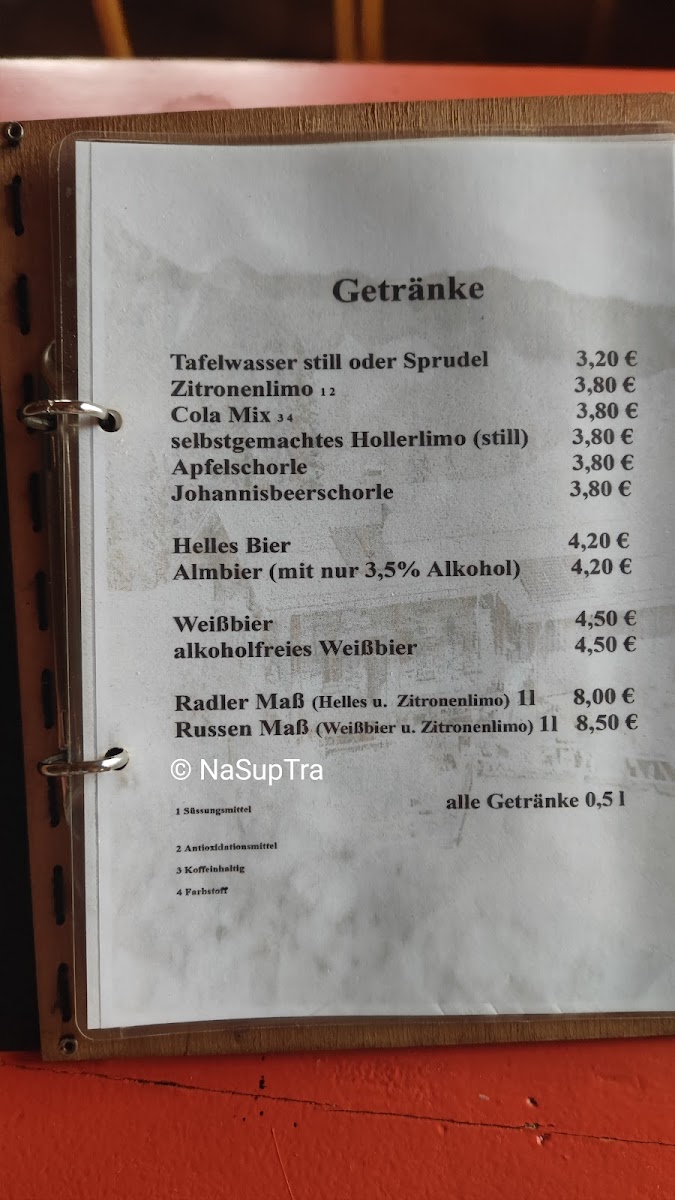 Getränke
Tafelwasser still oder Sprudel 3,20 €
Zitronenlimo 1 2 3,80 €
Cola Mix 3 4 3,80 €
selbstgemachtes Hollerlimo (still) 3,80 €
Apfelschorle 3,80 €
Johannisbeerschorle 3,80 €
Helles Bier 4,20 €
Almbier (mit nur 3,5% Alkohol) 4,20 €
Weißbier 4,50 €
alkoholfreies Weißbier 4,50 €
Radler Maß (Helles u. Zitronenlimo) 1l 8,00 €
Russen Maß (Weißbier u. Zitronenlimo) 1l 8,50 €
© NaSupTra
alle Getränke 0,5 l
1 Süssungsmittel
2 Antioxidationsmittel
3 Koffeinhaltig
4 Farbstoff